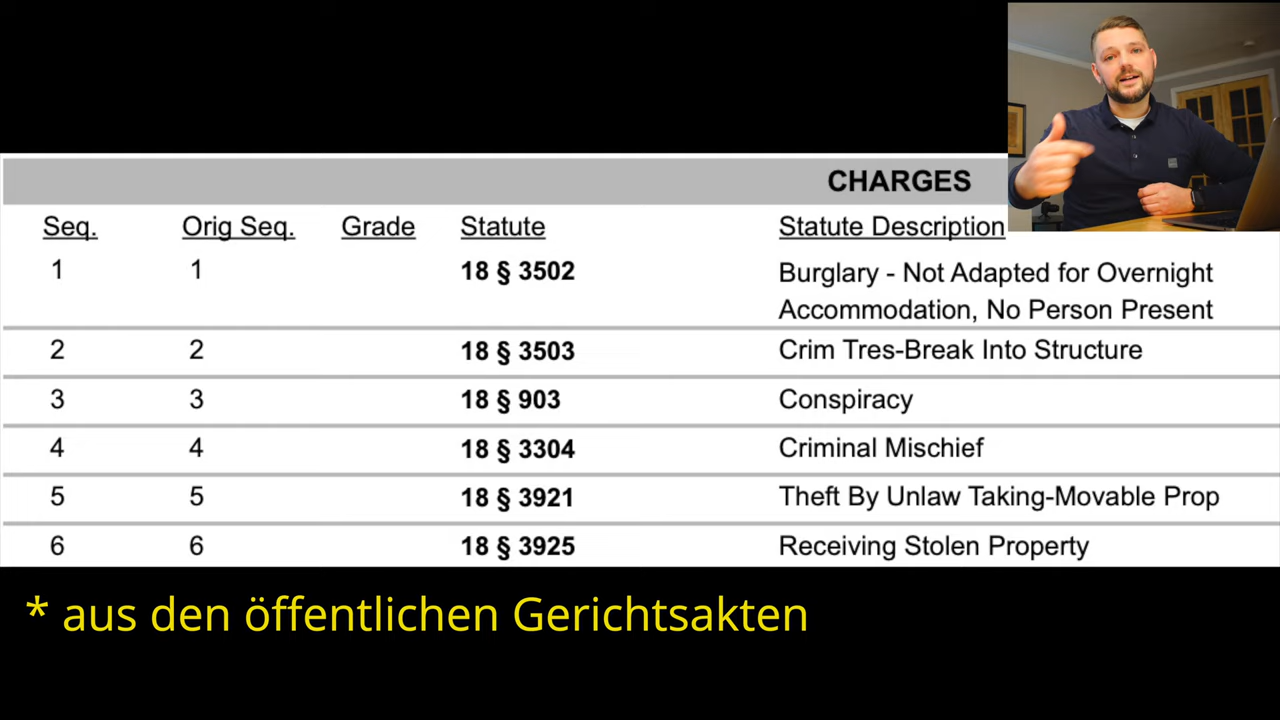 CHARGES
Seq. Orig Seq. Grade Statute Statute Description
1 1 18 § 3502 Burglary - Not Adapted for Overnight
Accommodation, No Person Present
2 2 18 § 3503 Crim Tres-Break Into Structure
3 3 18 § 903 Conspiracy
4 4 18 § 3304 Criminal Mischief
5 5 18 § 3921 Theft By Unlaw Taking-Movable Prop
6 6 18 § 3925 Receiving Stolen Property
* aus den öffentlichen Gerichtsakten